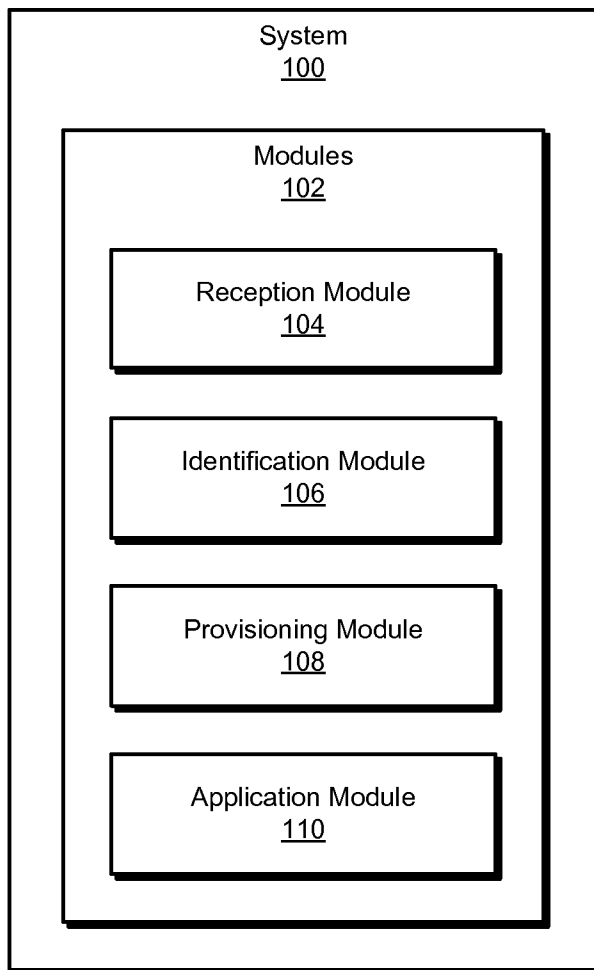 System
100
Modules
102
Reception Module
104
Identification Module
106
Provisioning Module
108
Application Module
110